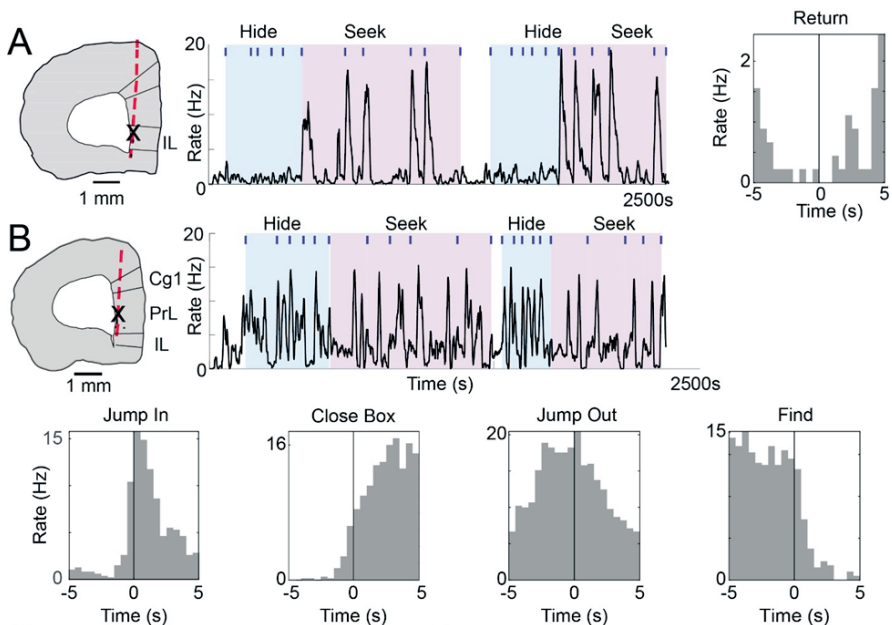 A
IL
1 mm
Hide Seek Hide Seek
Rate (Hz)
20
10
0
2500s
Return
Rate (Hz)
2
1
0
-5 0 5
Time (s)
B
Cg1
PrL
IL
1 mm
Hide Seek Hide Seek
Rate (Hz)
20
10
0
Time (s)
2500s
Jump In
Rate (Hz)
15
0
-5 0 5
Time (s)
Close Box
16
0
-5 0 5
Time (s)
Jump Out
20
0
-5 0 5
Time (s)
Find
15
0
-5 0 5
Time (s)